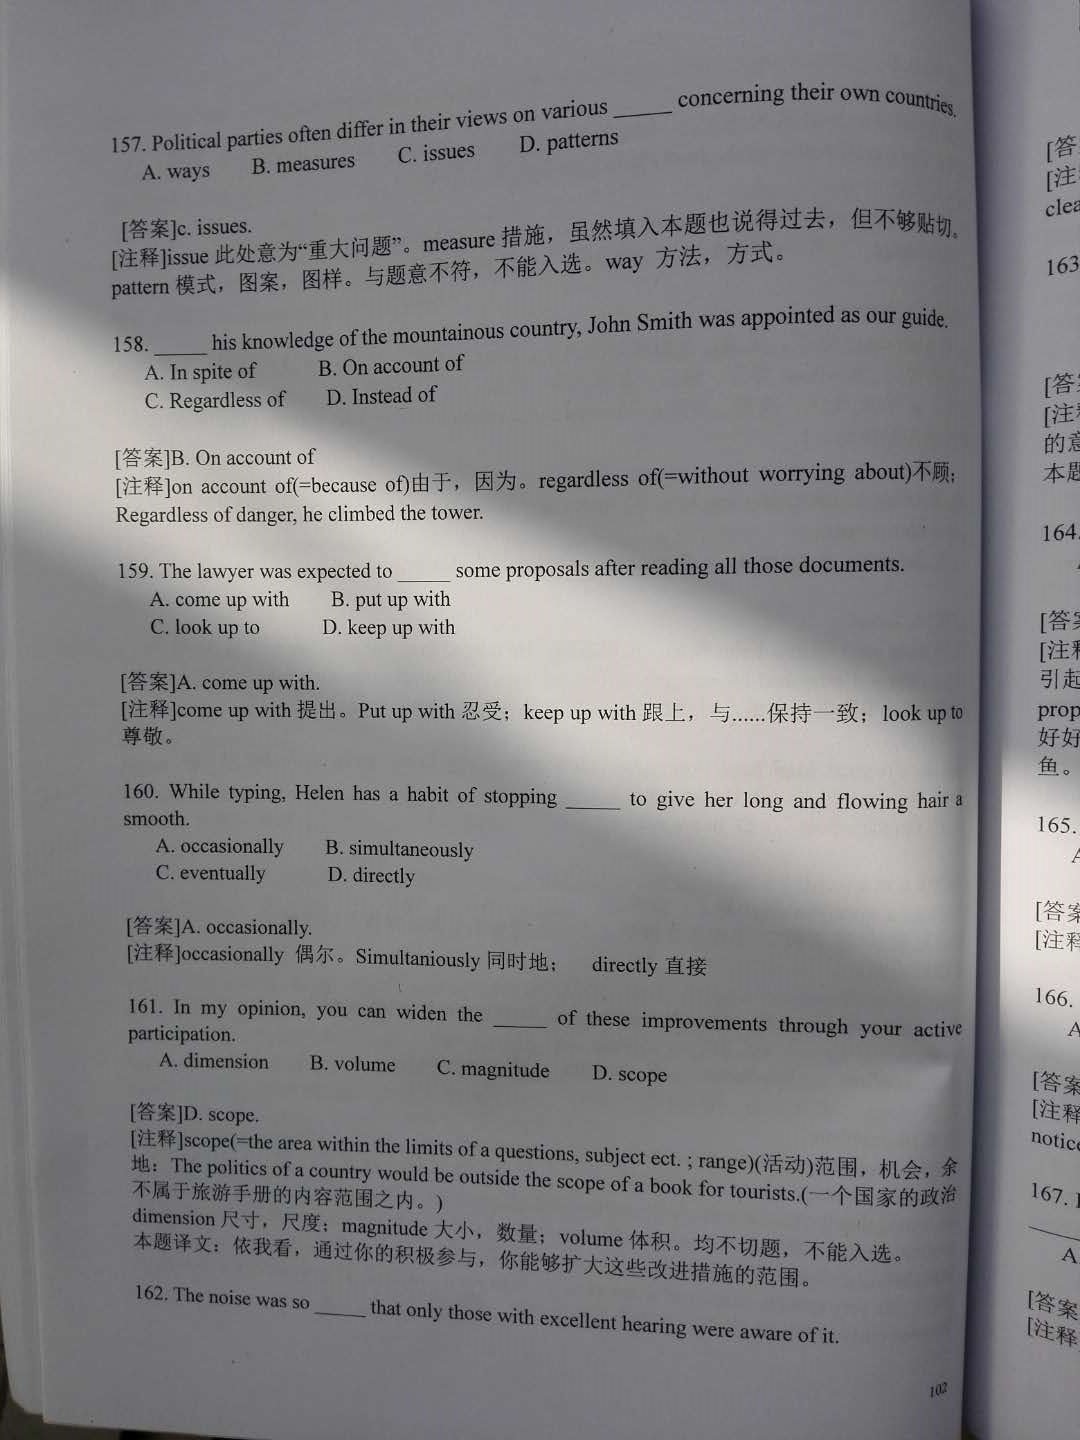 157. Political parties often differ in their views on various _____ concerning their own countries.
A. ways B. measures C. issues D. patterns
[答案]c. issues.
[注释]issue 此处意为“重大问题”。measure 措施，虽然填入本题也说得过去，但不够贴切。
pattern 模式，图案，图样。与题意不符，不能入选。way 方法，方式。
158. _____ his knowledge of the mountainous country, John Smith was appointed as our guide.
A. In spite of B. On account of
C. Regardless of D. Instead of
[答案]B. On account of
[注释]on account of(=because of)由于，因为。regardless of(=without worrying about)不顾；
Regardless of danger, he climbed the tower.
159. The lawyer was expected to _____ some proposals after reading all those documents.
A. come up with B. put up with
C. look up to D. keep up with
[答案]A. come up with.
[注释]come up with 提出。Put up with 忍受；keep up with 跟上，与......保持一致；look up to
尊敬。
160. While typing, Helen has a habit of stopping _____ to give her long and flowing hair a
smooth.
A. occasionally B. simultaneously
C. eventually D. directly
[答案]A. occasionally.
[注释]occasionally 偶尔。Simultaniously 同时地； directly 直接
161. In my opinion, you can widen the _____ of these improvements through your active
participation.
A. dimension B. volume C. magnitude D. scope
[答案]D. scope.
[注释]scope(=the area within the limits of a questions, subject ect. ; range)(活动)范围，机会，余
地：The politics of a country would be outside the scope of a book for tourists.(一个国家的政治
不属于旅游手册的内容范围之内。)
dimension 尺寸，尺度；magnitude 大小，数量；volume 体积。均不切题，不能入选。
本题译文：依我看，通过你的积极参与，你能够扩大这些改进措施的范围。
162. The noise was so _____ that only those with excellent hearing were aware of it.
102
[答
[注
clea
163
[答
[注
的意
本题
164.
[答
[注
引起
prop
好好
鱼。
165.
A
[答案
[注释
166.
A
[答案
[注释
notice
167.
A
[答案
[注释